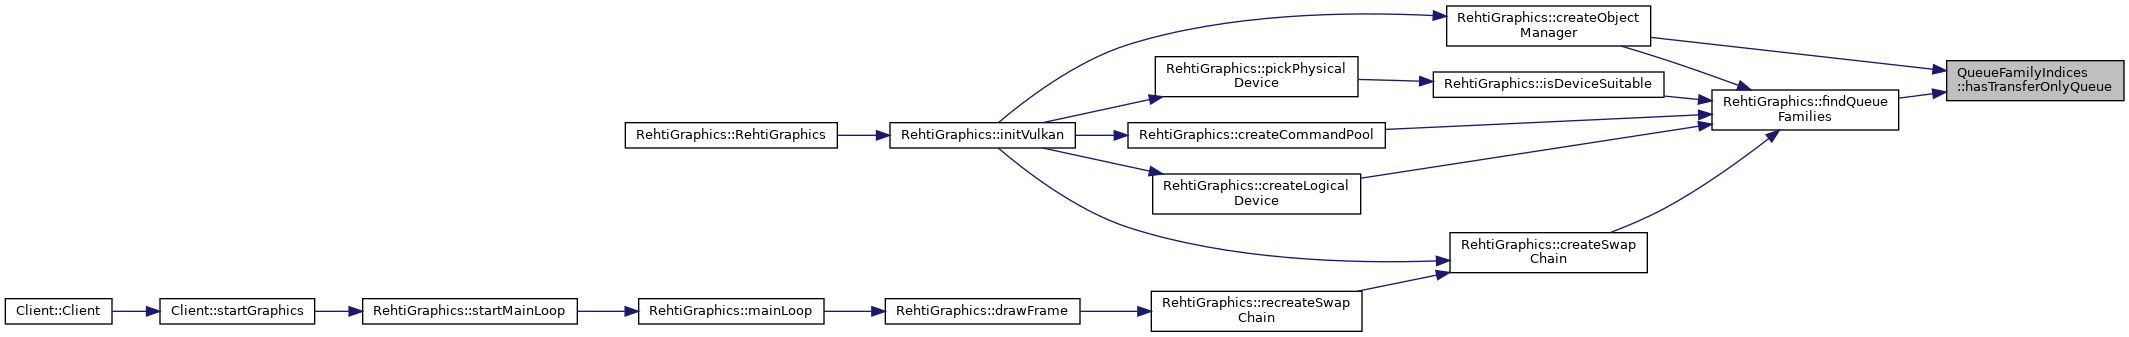 RehtiGraphics::createObject
Manager
RehtiGraphics::pickPhysical
Device
RehtiGraphics::isDeviceSuitable
QueueFamilyIndices
::hasTransferOnlyQueue
RehtiGraphics::findQueue
Families
RehtiGraphics::RehtiGraphics
RehtiGraphics::initVulkan
RehtiGraphics::createCommandPool
RehtiGraphics::createLogical
Device
RehtiGraphics::createSwap
Chain
Client::Client
Client::startGraphics
RehtiGraphics::startMainLoop
RehtiGraphics::mainLoop
RehtiGraphics::drawFrame
RehtiGraphics::recreateSwap
Chain